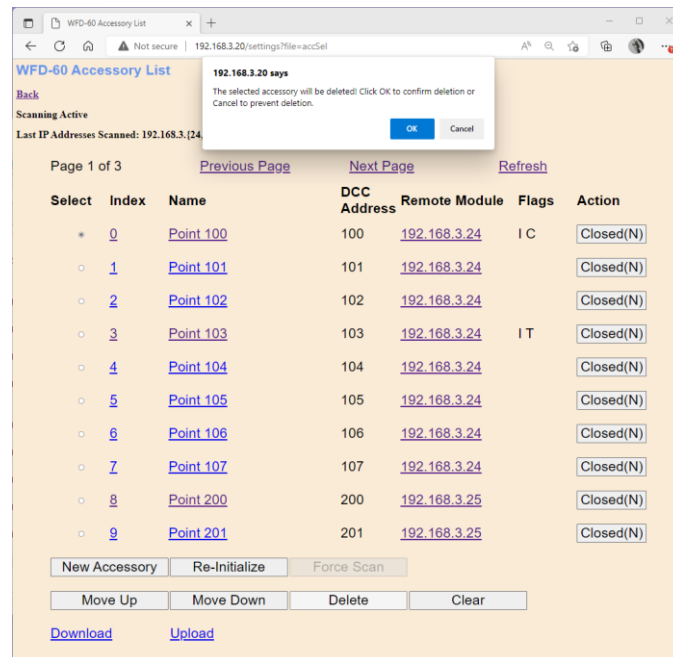 WFD-60 Accessory List
Not secure | 192.168.3.20/settings?file=accSel
WFD-60 Accessory List
192.168.3.20 says
The selected accessory will be deleted! Click OK to confirm deletion or
Cancel to prevent deletion.
OK Cancel
Back
Scanning Active
Last IP Addresses Scanned: 192.168.3.{24,
Page 1 of 3 Previous Page Next Page Refresh
Select Index Name DCC Address Remote Module Flags Action
0 Point 100 100 192.168.3.24 I C Closed(N)
1 Point 101 101 192.168.3.24 Closed(N)
2 Point 102 102 192.168.3.24 Closed(N)
3 Point 103 103 192.168.3.24 I T Closed(N)
4 Point 104 104 192.168.3.24 Closed(N)
5 Point 105 105 192.168.3.24 Closed(N)
6 Point 106 106 192.168.3.24 Closed(N)
7 Point 107 107 192.168.3.24 Closed(N)
8 Point 200 200 192.168.3.25 Closed(N)
9 Point 201 201 192.168.3.25 Closed(N)
New Accessory Re-Initialize Force Scan
Move Up Move Down Delete Clear
Download Upload